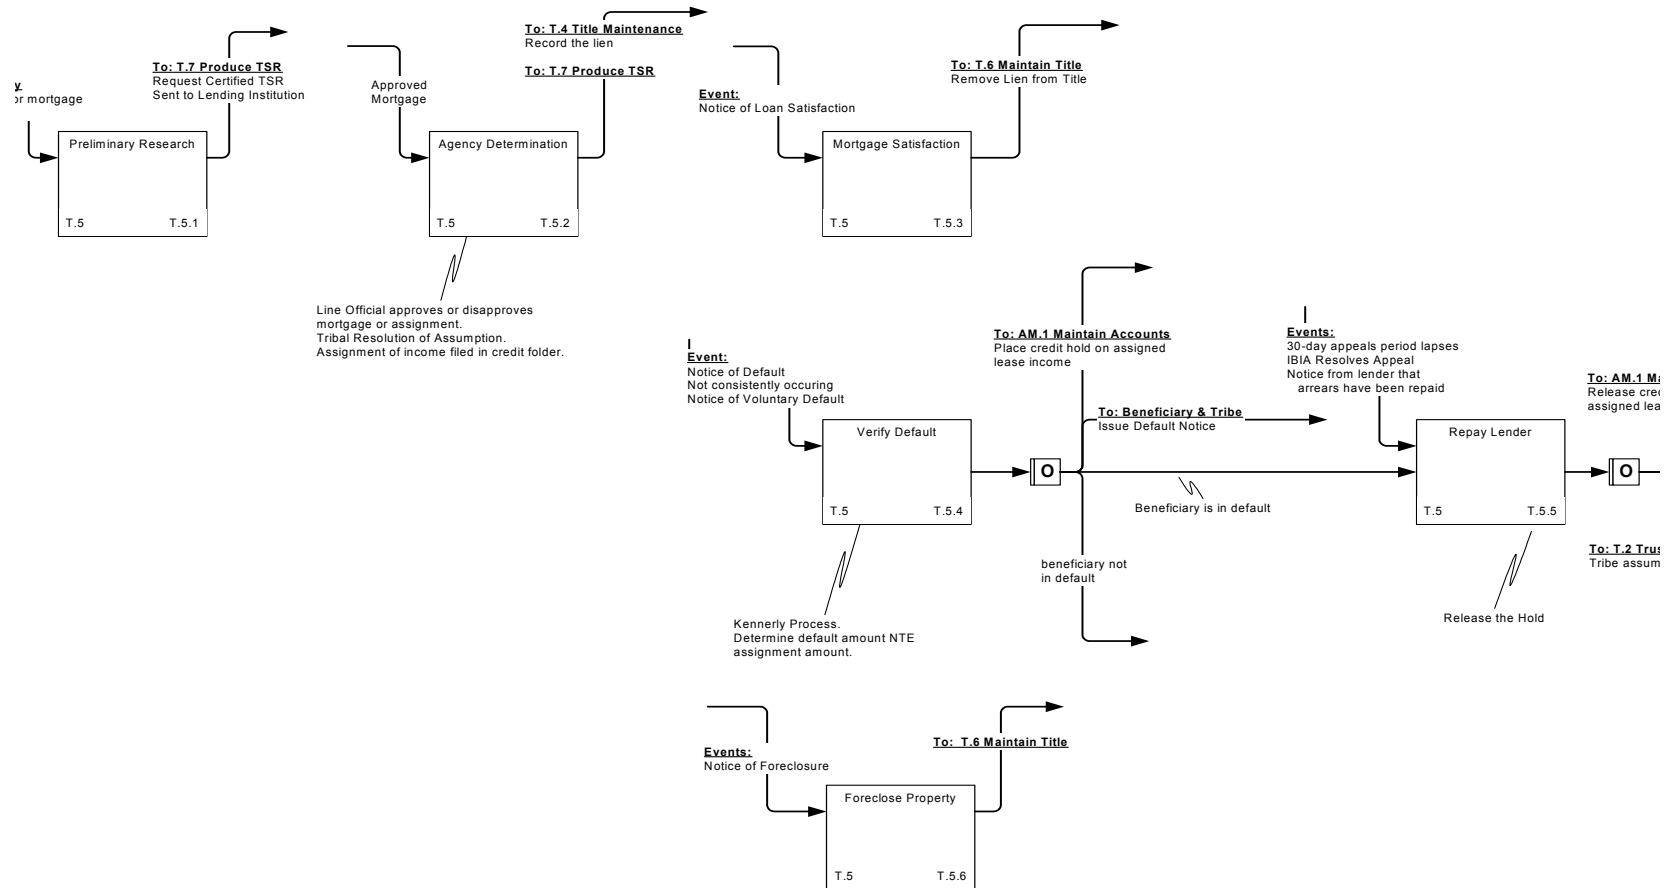 or mortgage
To: T.7 Produce TSR
Request Certified TSR
Sent to Lending Institution
Preliminary Research
T.5 T.5.1
Approved
Mortgage
To: T.4 Title Maintenance
Record the lien
To: T.7 Produce TSR
Agency Determination
T.5 T.5.2
Line Official approves or disapproves
mortgage or assignment.
Tribal Resolution of Assumption.
Assignment of income filed in credit folder.
Event:
Notice of Loan Satisfaction
To: T.6 Maintain Title
Remove Lien from Title
Mortgage Satisfaction
T.5 T.5.3
Event:
Notice of Default
Not consistently occuring
Notice of Voluntary Default
Verify Default
T.5 T.5.4
Kennerly Process.
Determine default amount NTE
assignment amount.
O
To: AM.1 Maintain Accounts
Place credit hold on assigned
lease income
To: Beneficiary & Tribe
Issue Default Notice
Beneficiary is in default
beneficiary not
in default
Events:
30-day appeals period lapses
IBIA Resolves Appeal
Notice from lender that
arrears have been repaid
Repay Lender
T.5 T.5.5
Release the Hold
O
To: AM.1
Release
assigned
To: T.2
Tribe
Events:
Notice of Foreclosure
To: T.6 Maintain Title
Foreclose Property
T.5 T.5.6